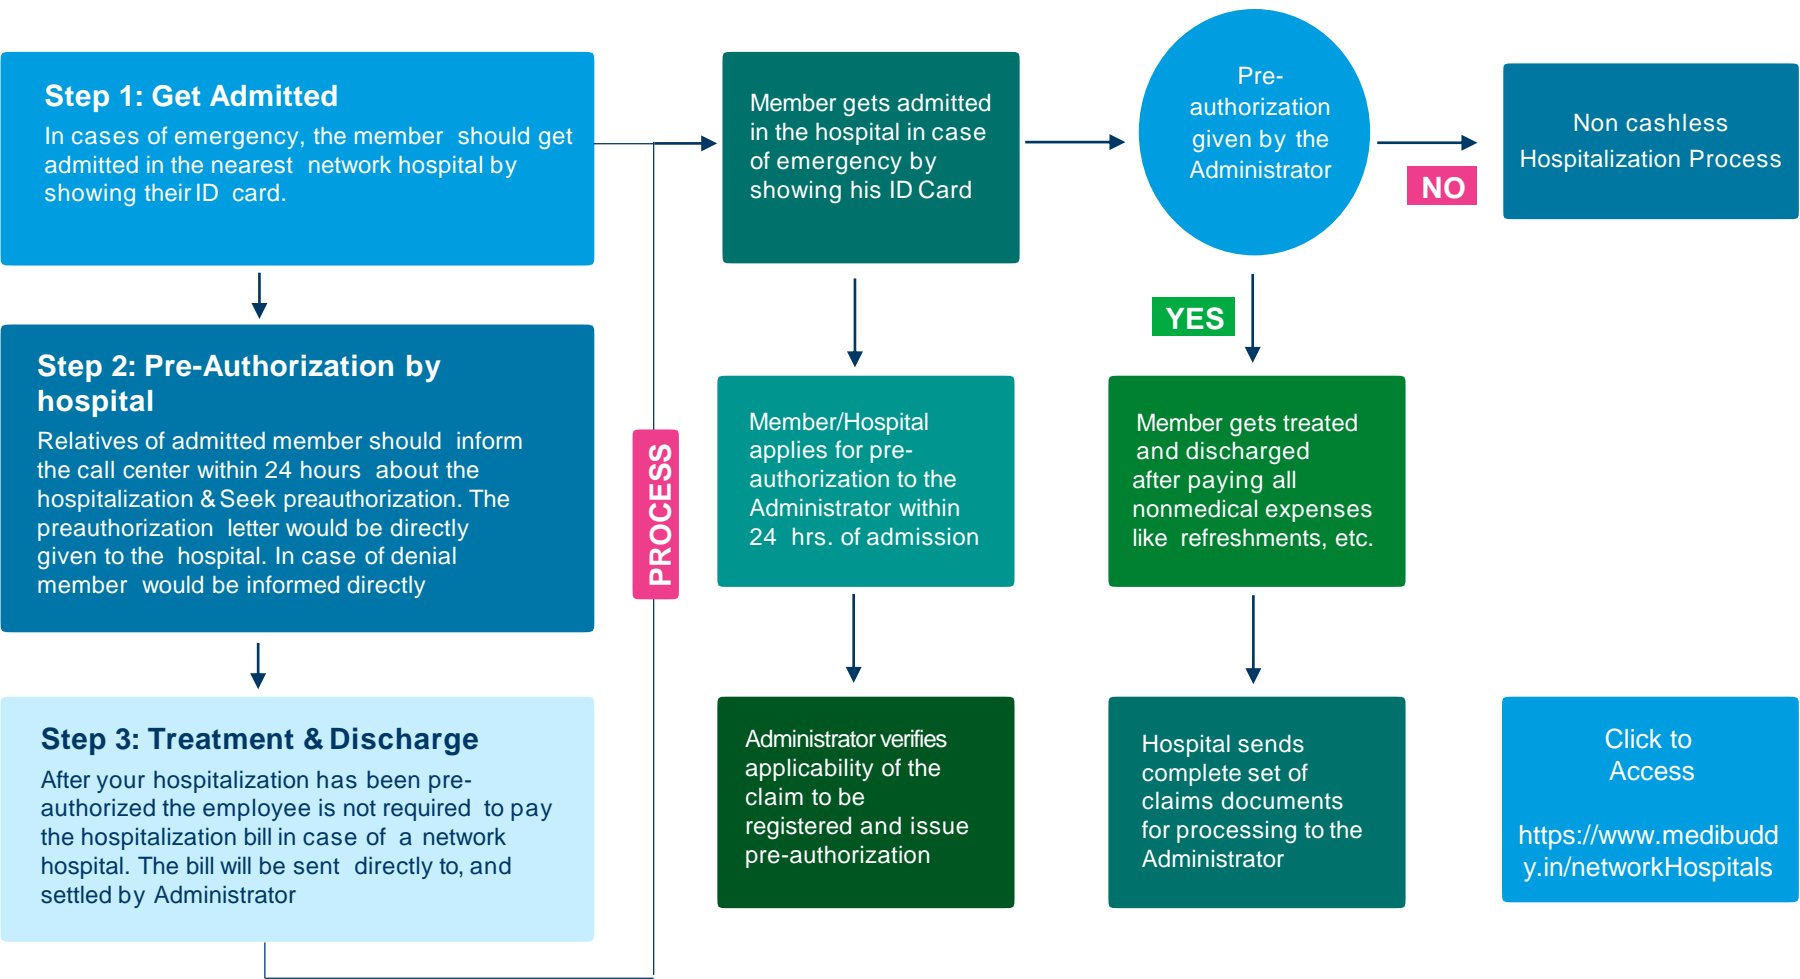 Step 1: Get Admitted
In cases of emergency, the member should get
admitted in the nearest network hospital by
showing their ID card.
Step 2: Pre-Authorization by
hospital
Relatives of admitted member should inform
the call center within 24 hours about the
hospitalization & Seek preauthorization. The
preauthorization letter would be directly
given to the hospital. In case of denial
member would be informed directly
Step 3: Treatment & Discharge
After your hospitalization has been pre-
authorized the employee is not required to pay
the hospitalization bill in case of a network
hospital. The bill will be sent directly to, and
settled by Administrator
PROCESS
Member gets admitted
in the hospital in case
of emergency by
showing his ID Card
Member/Hospital
applies for pre-
authorization to the
Administrator within
24 hrs. of admission
Administrator verifies
applicability of the
claim to be
registered and issue
pre-authorization
Pre-
authorization
given by the
Administrator
YES
Member gets treated
and discharged
after paying all
nonmedical expenses
like refreshments, etc.
Hospital sends
complete set of
claims documents
for processing to the
Administrator
NO
Non cashless
Hospitalization Process
Click to
Access
https://www.medibudd
y.in/networkHospitals